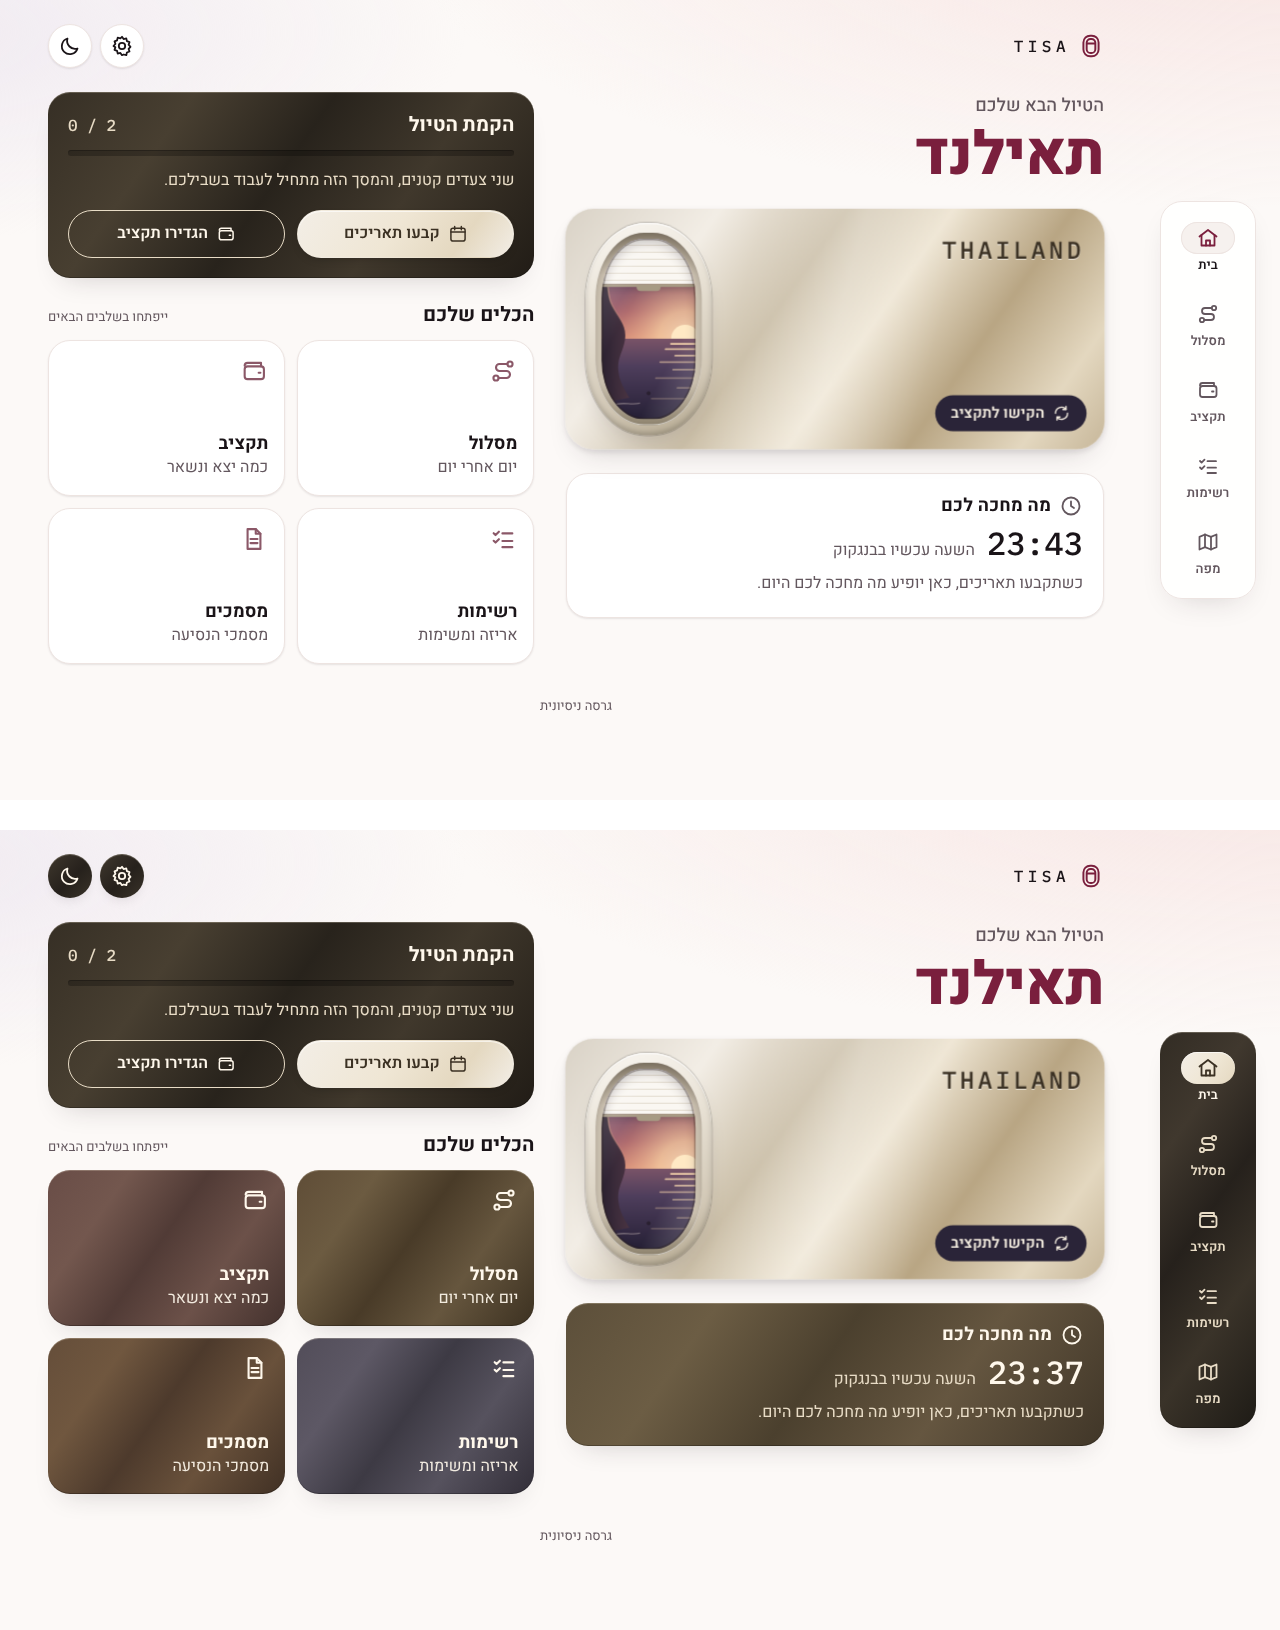 TISA
הטיול הבא שלכם
תאילנד
THAILAND
הקישו לתקציב
מה מחכה לכם
23:43 השעה עכשיו בבנגקוק
כשתקבעו תאריכים, כאן יופיע מה מחכה לכם היום.
בית
מסלול
תקציב
רשימות
מפה
הקמת הטיול
0 / 2
שני צעדים קטנים, והמסך הזה מתחיל לעבוד בשבילכם.
קבעו תאריכים
הגדירו תקציב
הכלים שלכם
ייפתחו בשלבים הבאים
מסלול
יום אחרי יום
תקציב
כמה יצא ונשאר
רשימות
אריזה ומשימות
מסמכים
מסמכי הנסיעה
גרסה ניסיונית
TISA
הטיול הבא שלכם
תאילנד
THAILAND
הקישו לתקציב
מה מחכה לכם
23:37 השעה עכשיו בבנגקוק
כשתקבעו תאריכים, כאן יופיע מה מחכה לכם היום.
בית
מסלול
תקציב
רשימות
מפה
הקמת הטיול
0 / 2
שני צעדים קטנים, והמסך הזה מתחיל לעבוד בשבילכם.
קבעו תאריכים
הגדירו תקציב
הכלים שלכם
ייפתחו בשלבים הבאים
מסלול
יום אחרי יום
תקציב
כמה יצא ונשאר
רשימות
אריזה ומשימות
מסמכים
מסמכי הנסיעה
גרסה ניסיונית